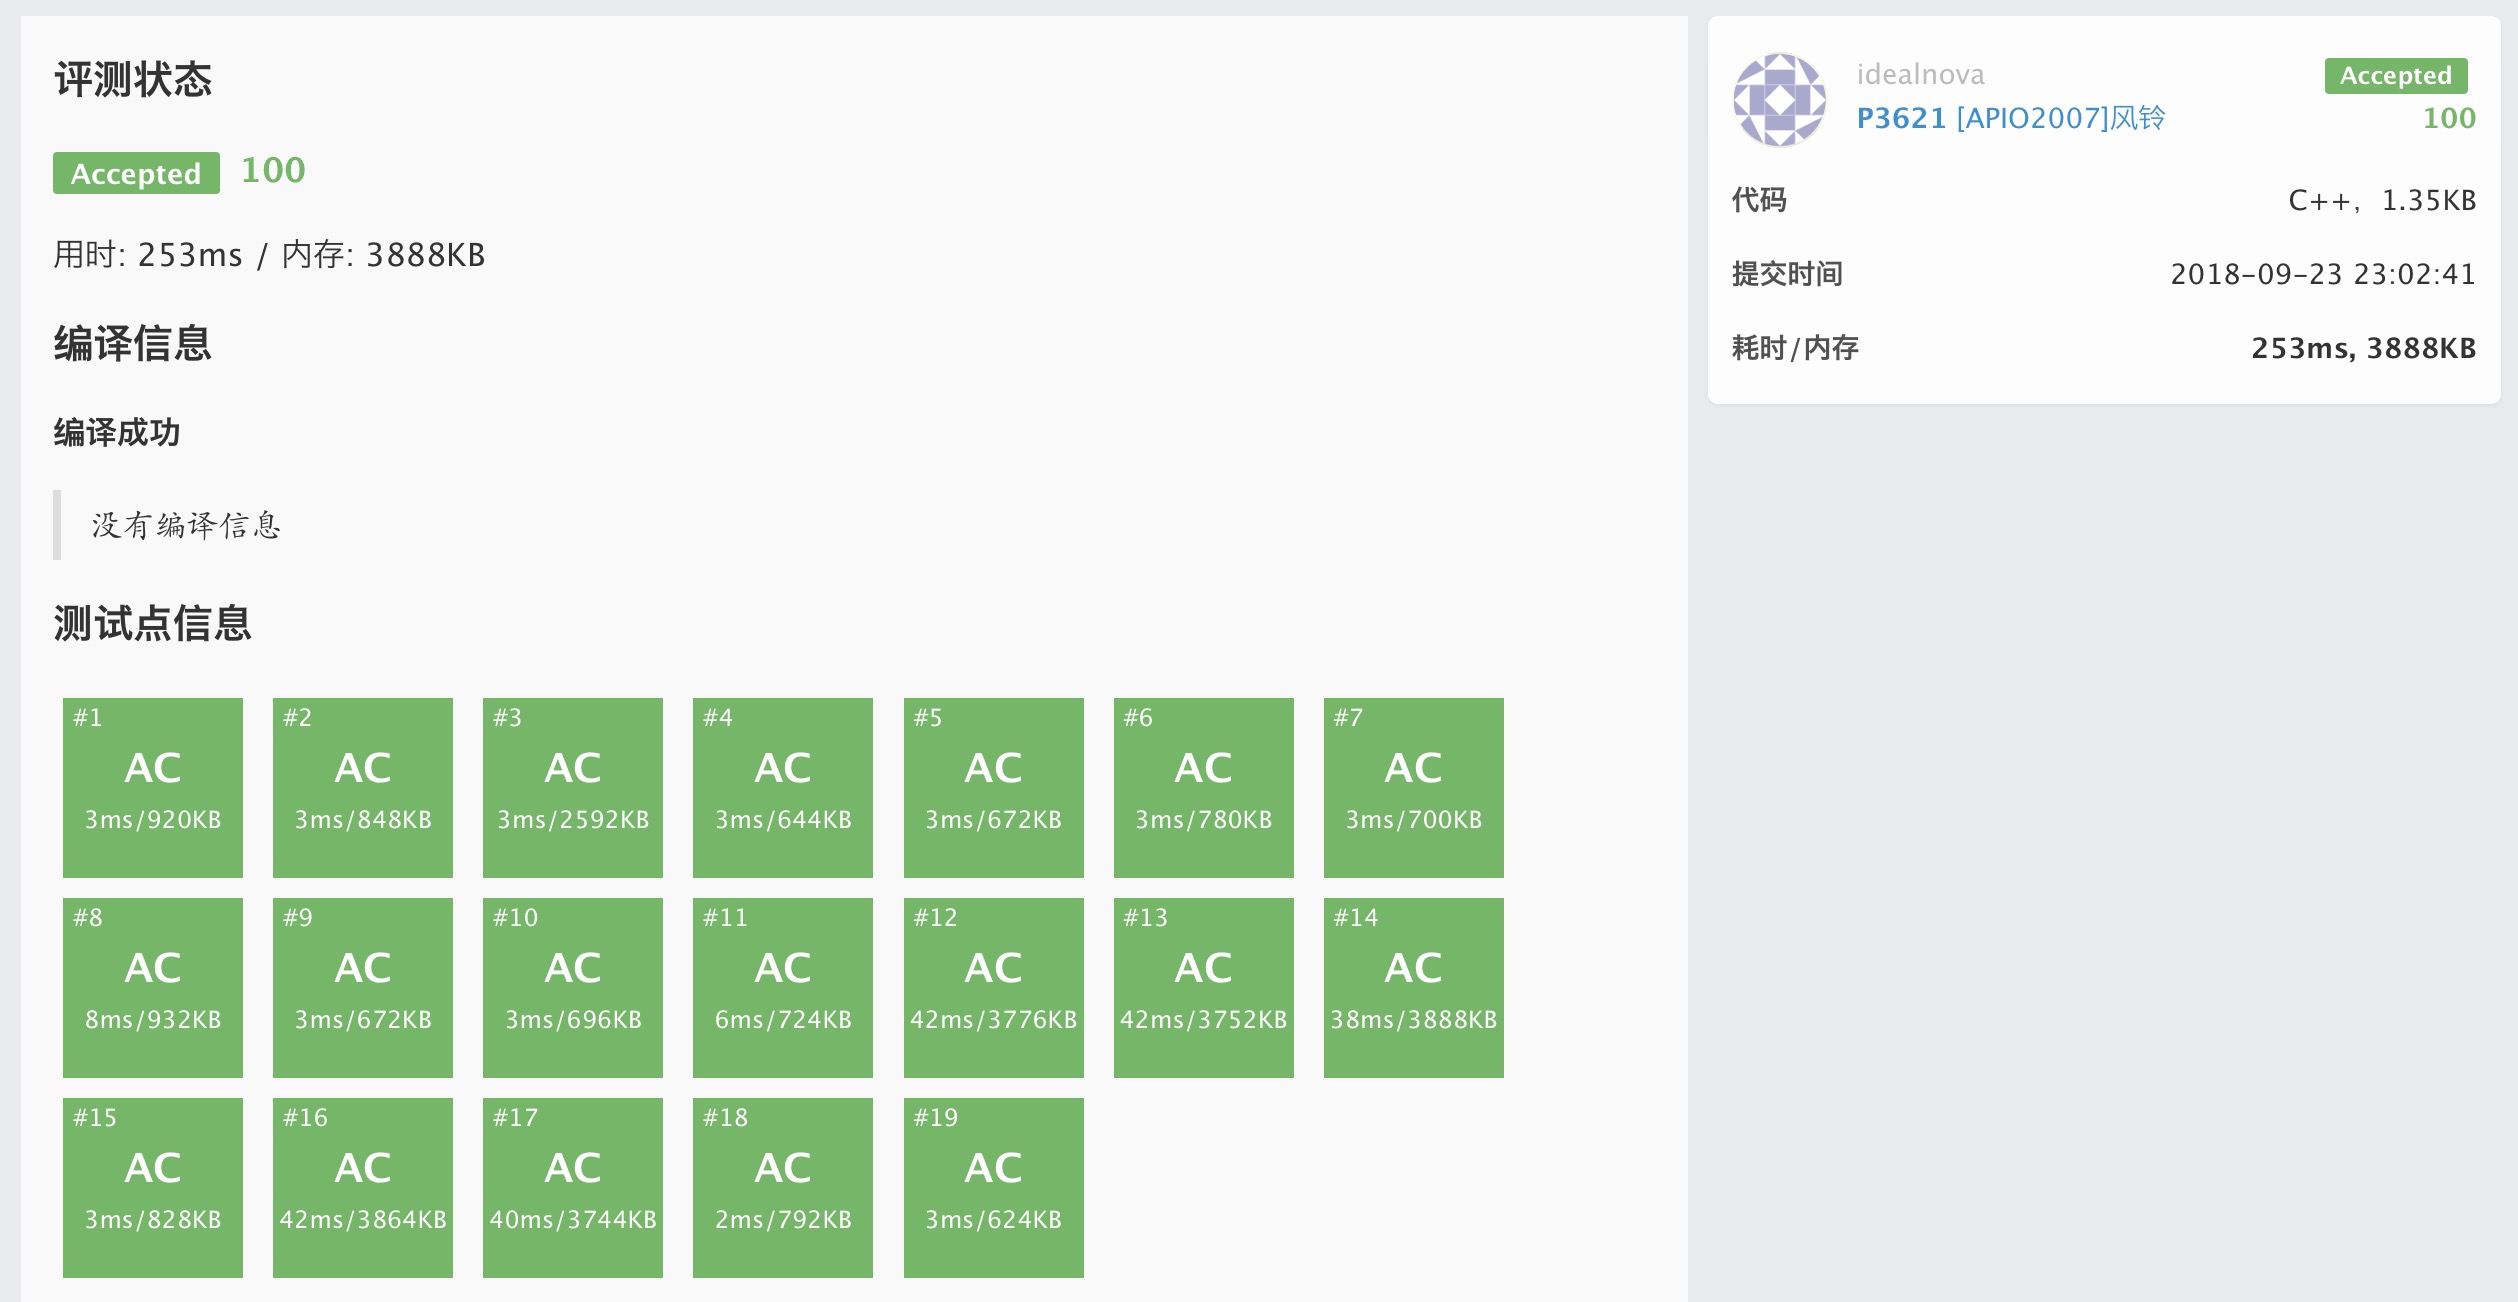 评测状态
Accepted 100
用时: 253ms / 内存: 3888KB
编译信息
编译成功
没有编译信息
测试点信息
#1 #2 #3 #4 #5 #6 #7
AC AC AC AC AC AC AC
3ms/920KB 3ms/848KB 3ms/2592KB 3ms/644KB 3ms/672KB 3ms/780KB 3ms/700KB
#8 #9 #10 #11 #12 #13 #14
AC AC AC AC AC AC AC
8ms/932KB 3ms/672KB 3ms/696KB 6ms/724KB 42ms/3776KB 42ms/3752KB 38ms/3888KB
#15 #16 #17 #18 #19
AC AC AC AC AC
3ms/828KB 42ms/3864KB 40ms/3744KB 2ms/792KB 3ms/624KB
idealnova Accepted
P3621 [APIO2007]风铃 100
代码 C++, 1.35KB
提交时间 2018-09-23 23:02:41
耗时/内存 253ms, 3888KB